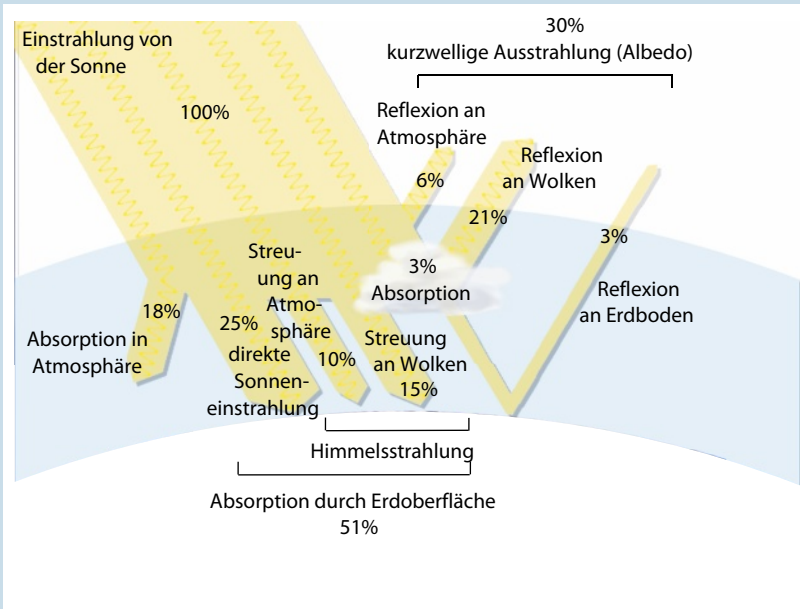 Einstrahlung von
der Sonne
100%
30%
kurzwellige Ausstrahlung (Albedo)
Reflexion an
Atmosphäre
6%
Reflexion
an Wolken
21%
3%
Reflexion
an Erdboden
3%
Absorption
18%
Absorption in
Atmosphäre
25%
direkte
Sonnen-
einstrahlung
Streu-
ung an
Atmo-
sphäre
10%
Streuung
an Wolken
15%
Himmelsstrahlung
Absorption durch Erdoberfläche
51%